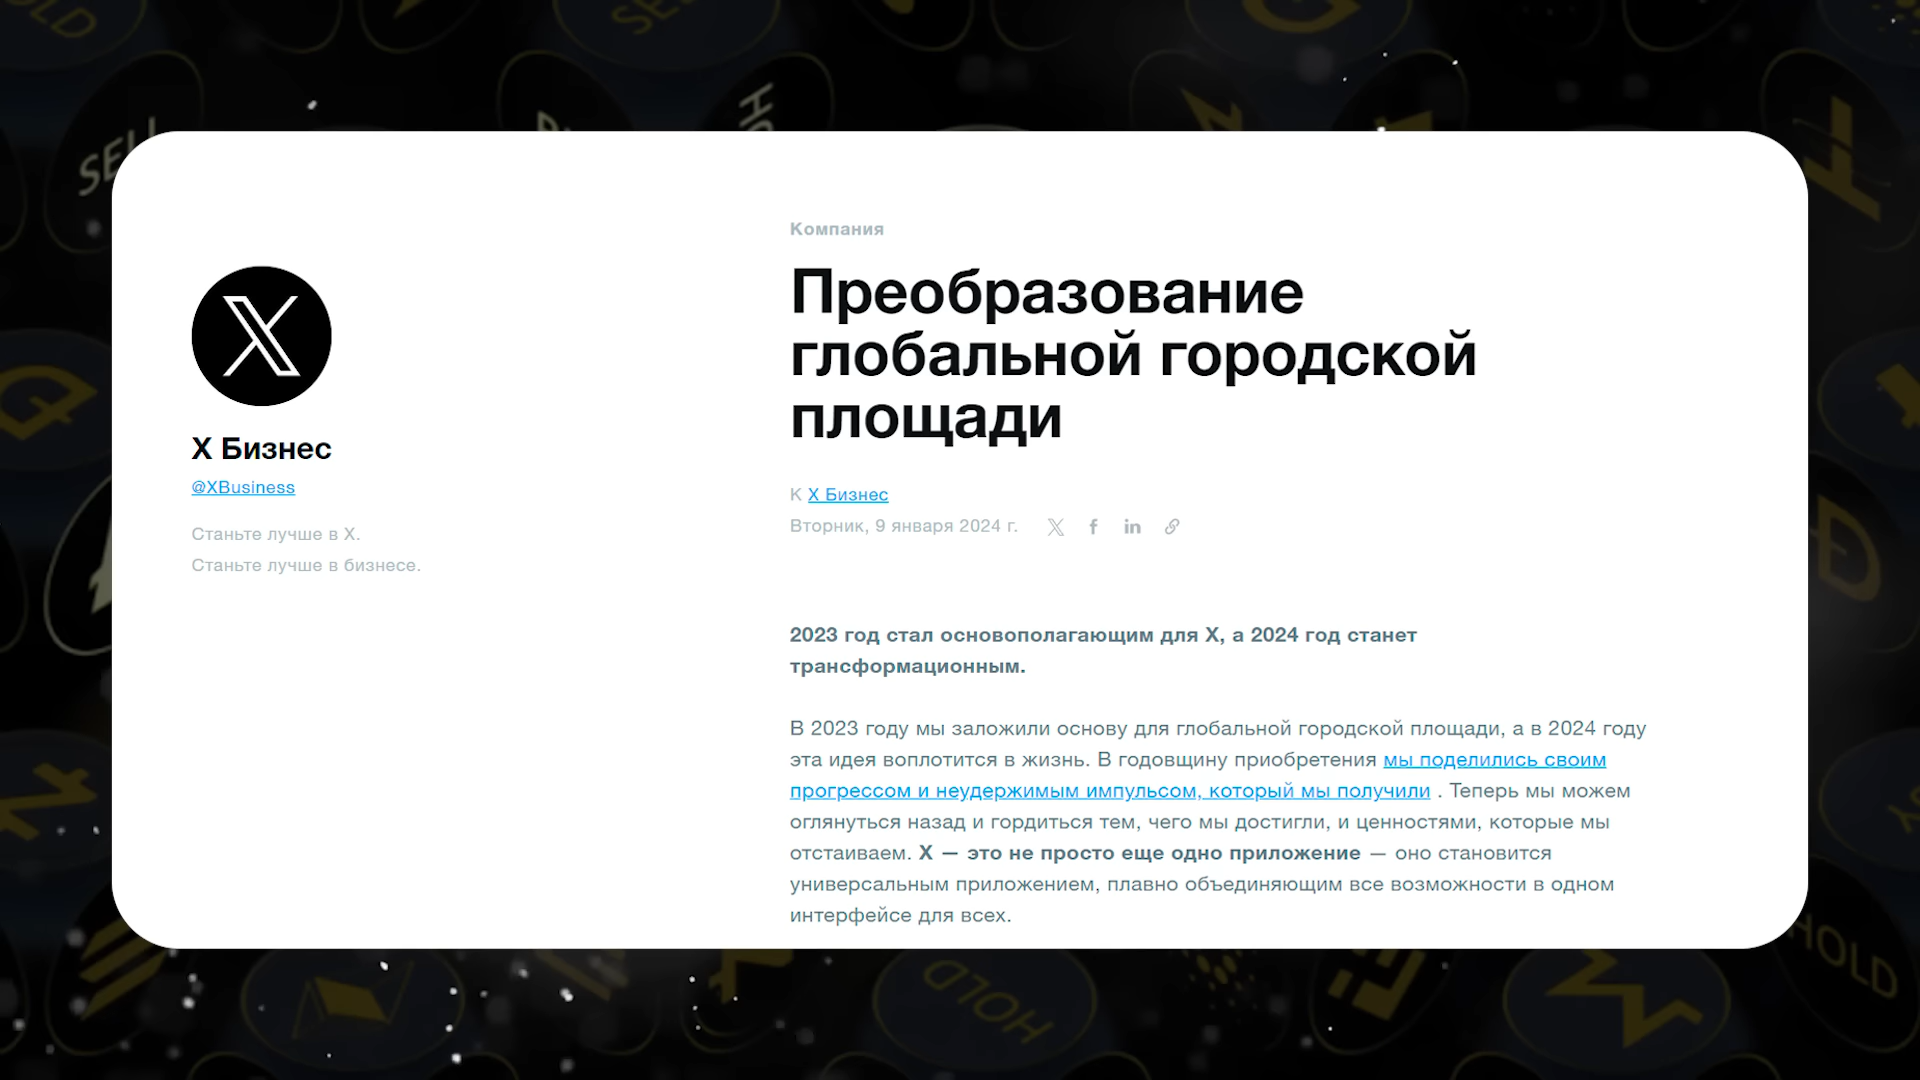 SELL
HOLD
Компания
Преобразование
глобальной городской
площади
X Бизнес
@XBusiness
Станьте лучше в X.
Станьте лучше в бизнесе.
К X Бизнес
Вторник, 9 января 2024 г.
2023 год стал основополагающим для X, а 2024 год станет
трансформационным.
В 2023 году мы заложили основу для глобальной городской площади, а в 2024 году
эта идея воплотится в жизнь. В годовщину приобретения мы поделились своим
прогрессом и неудержимым импульсом, который мы получили . Теперь мы можем
оглянуться назад и гордиться тем, чего мы достигли, и ценностями, которые мы
отстаиваем. X — это не просто еще одно приложение — оно становится
универсальным приложением, плавно объединяющим все возможности в одном
интерфейсе для всех.
HOLD
HOLD